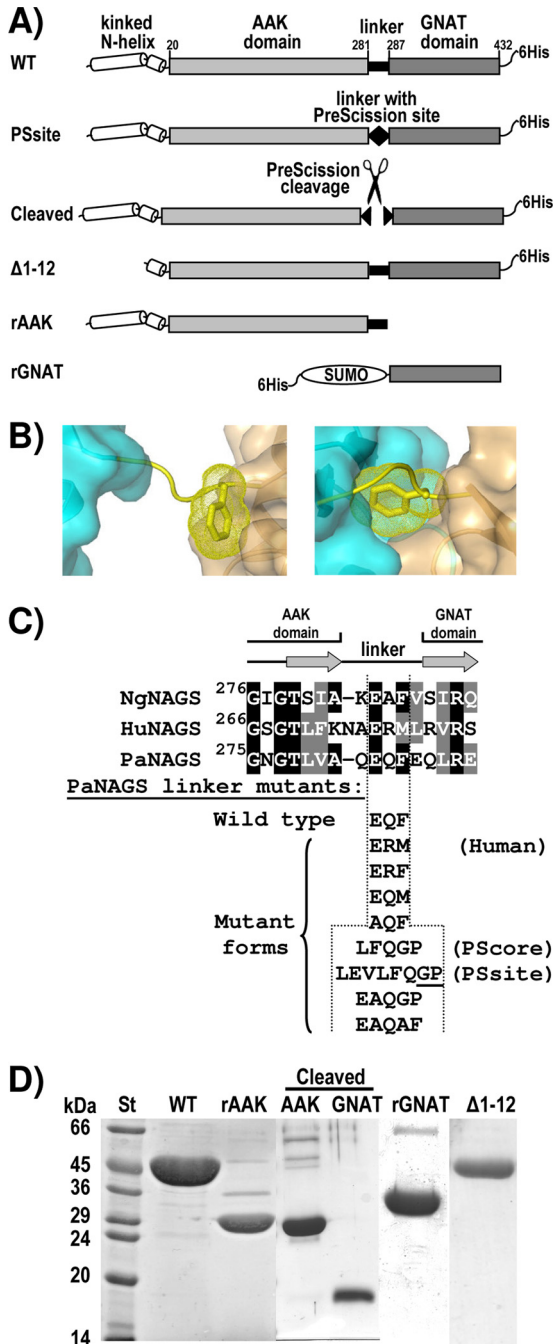 A)
kinked
N-helix
AAK
domain
linker
GNAT
domain
20
281
287
432
WT
6His
linker with
PreScission site
PSsite
6His
PreScission
cleavage
Cleaved
6His
Δ1-12
6His
rAAK
rGNAT
6His
SUMO
B)
C)
AAK
domain
linker
GNAT
domain
NgNAGS 276 GIGTSIA-KEAFVSIRQ
HuNAGS 266 GSGTLFKNAERMLRVRS
PaNAGS 275 GNGTLVA-QEQFEQLRE
PaNAGS linker mutants:
Wild type EQF
ERM (Human)
ERF
EQM
Mutant
forms
AQF
LFQGP (PScore)
LEVLFQGP (PSsite)
EAQGP
EAQAF
D)
Cleaved
kDa St WT rAAK AAK GNAT rGNAT Δ1-12
66
45
36
29
24
20
14